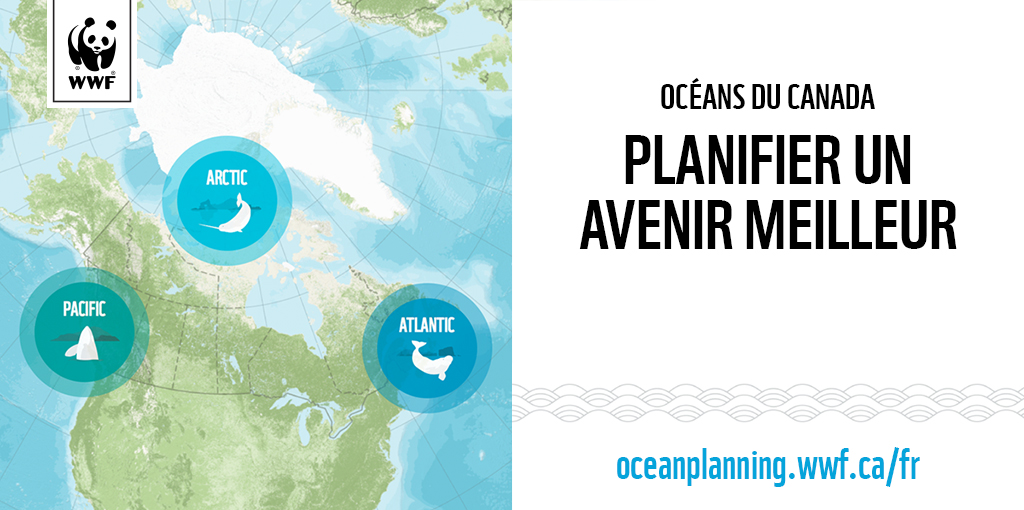 WWF
ARCTIC
PACIFIC
ATLANTIC
OCÉANS DU CANADA
PLANIFIER UN
AVENIR MEILLEUR
oceanplanning.wwf.ca/fr